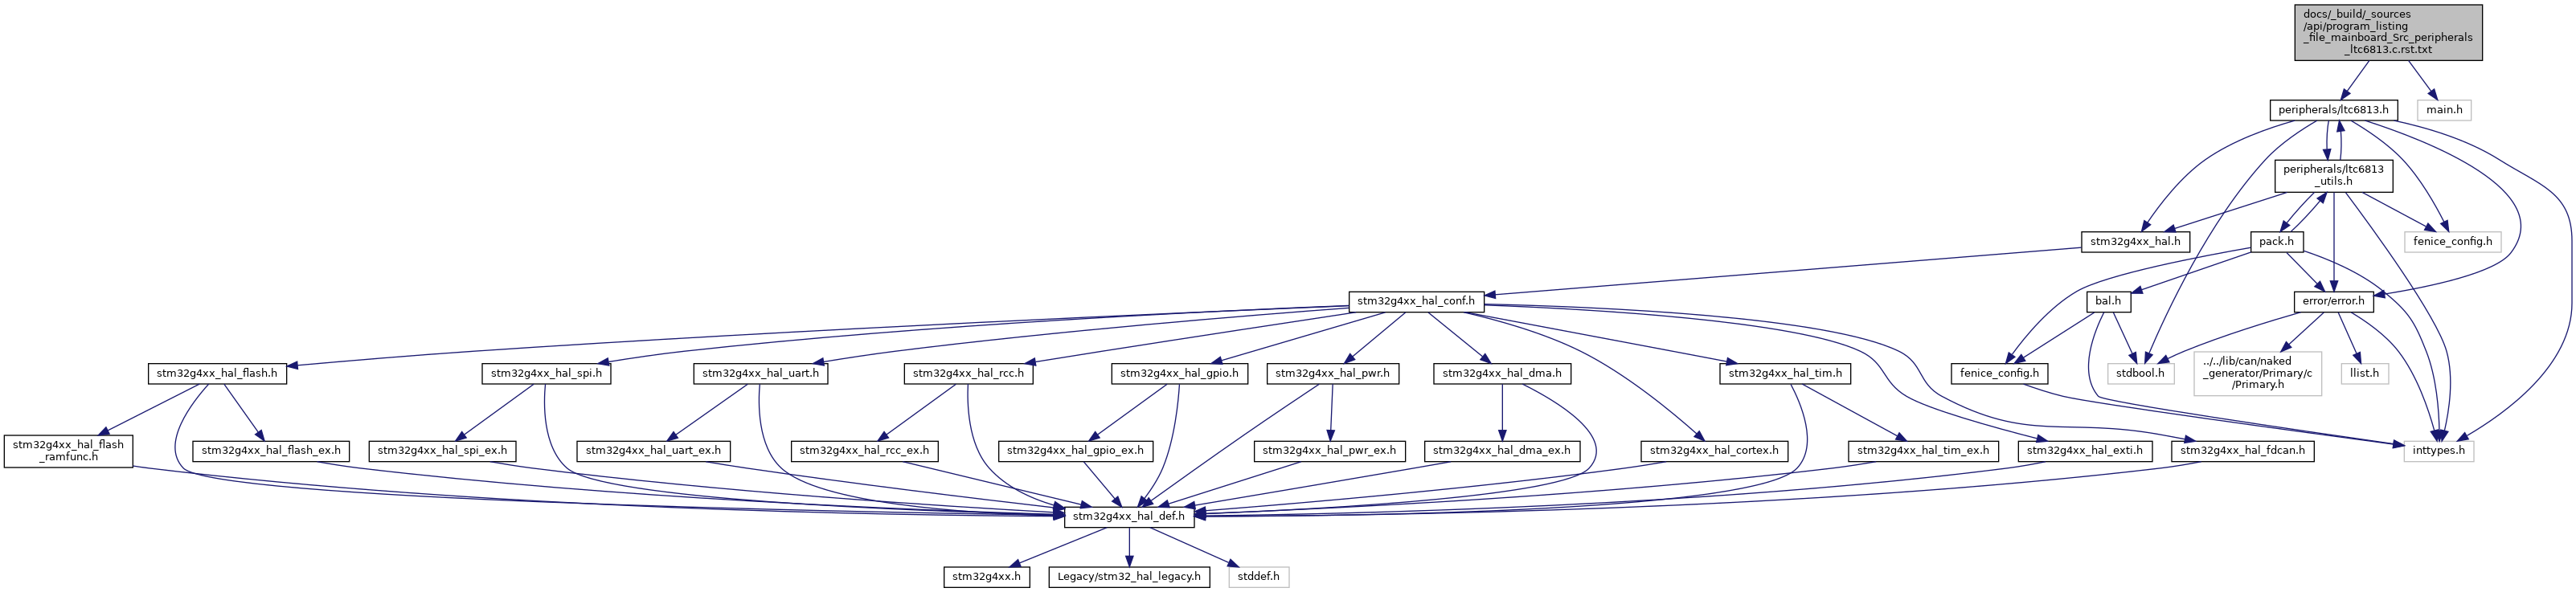 docs/_build/_sources
/api/program_listing
_file_mainboard_Src_peripherals
_ltc6813.c.rst.txt
peripherals/ltc6813.h
main.h
peripherals/ltc6813
_utils.h
stm32g4xx_hal.h
pack.h
fenice_config.h
stm32g4xx_hal_conf.h
bal.h
error/error.h
stm32g4xx_hal_flash.h
stm32g4xx_hal_spi.h
stm32g4xx_hal_uart.h
stm32g4xx_hal_rcc.h
stm32g4xx_hal_gpio.h
stm32g4xx_hal_pwr.h
stm32g4xx_hal_dma.h
stm32g4xx_hal_tim.h
fenice_config.h
stdbool.h
../../lib/can/naked
_generator/Primary/c
/Primary.h
llist.h
stm32g4xx_hal_flash
_ramfunc.h
stm32g4xx_hal_flash_ex.h
stm32g4xx_hal_spi_ex.h
stm32g4xx_hal_uart_ex.h
stm32g4xx_hal_rcc_ex.h
stm32g4xx_hal_gpio_ex.h
stm32g4xx_hal_pwr_ex.h
stm32g4xx_hal_dma_ex.h
stm32g4xx_hal_cortex.h
stm32g4xx_hal_tim_ex.h
stm32g4xx_hal_exti.h
stm32g4xx_hal_fdcan.h
inttypes.h
stm32g4xx_hal_def.h
stm32g4xx.h
Legacy/stm32_hal_legacy.h
stddef.h